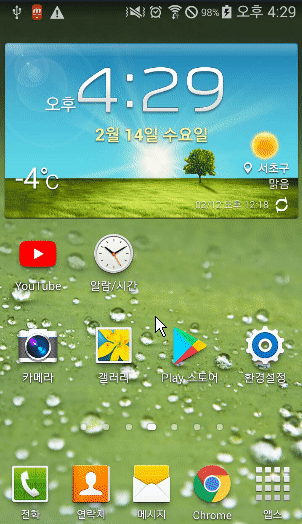 98% 오후 4:29
오후 4:29
2월 14일 수요일
-4℃
서초구
맑음
02/12 오후 12:18
YouTube
알람/시간
카메라
갤러리
Play 스토어
환경설정
전화
연락처
메시지
Chrome
앱스